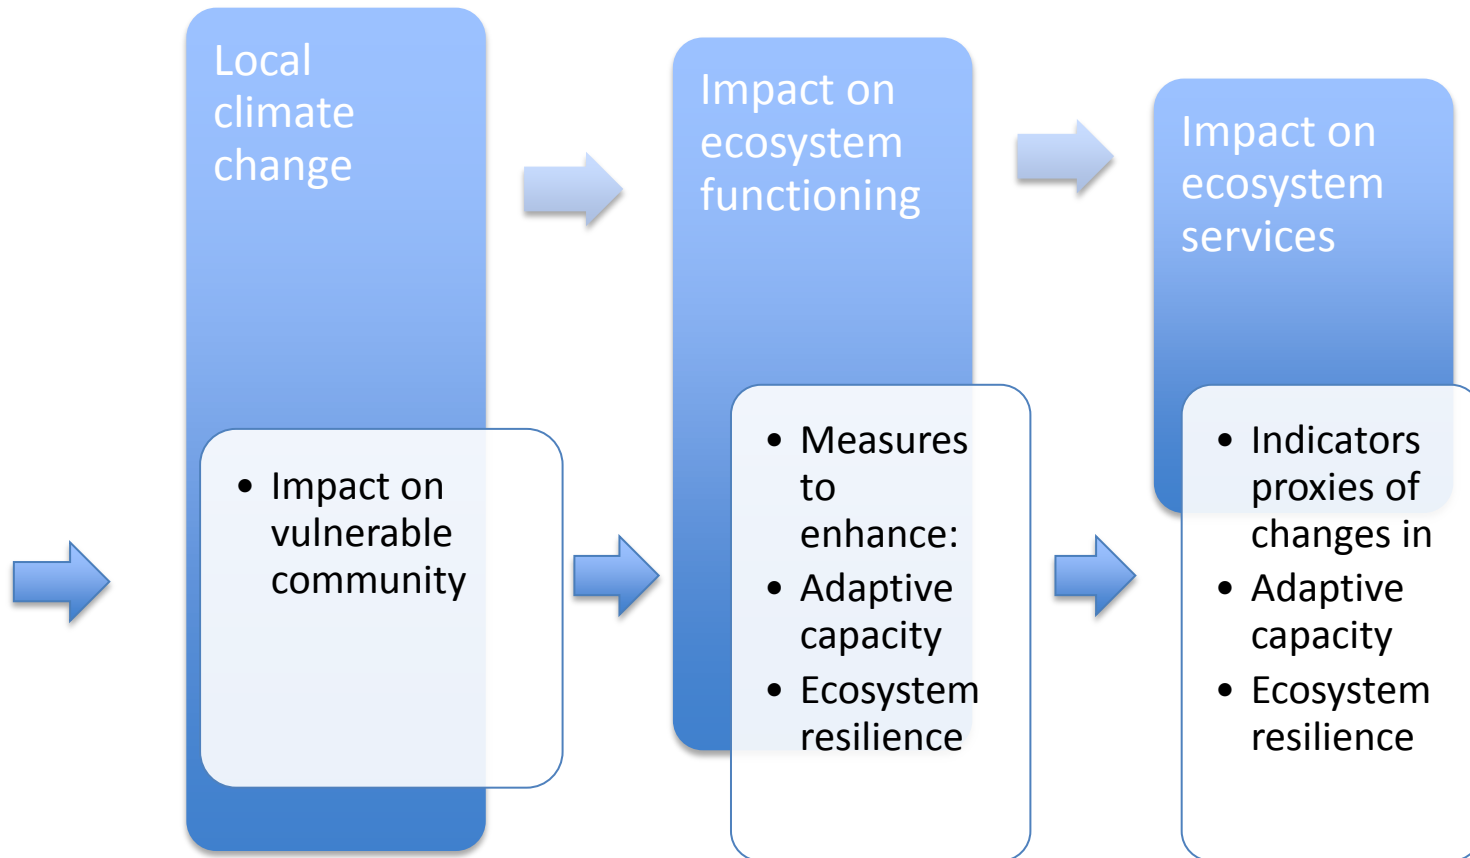 Local
climate
change
• Impact on
vulnerable
community
Impact on
ecosystem
functioning
• Measures
to
enhance:
• Adaptive
capacity
• Ecosystem
resilience
Impact on
ecosystem
services
• Indicators
proxies of
changes in
• Adaptive
capacity
• Ecosystem
resilience